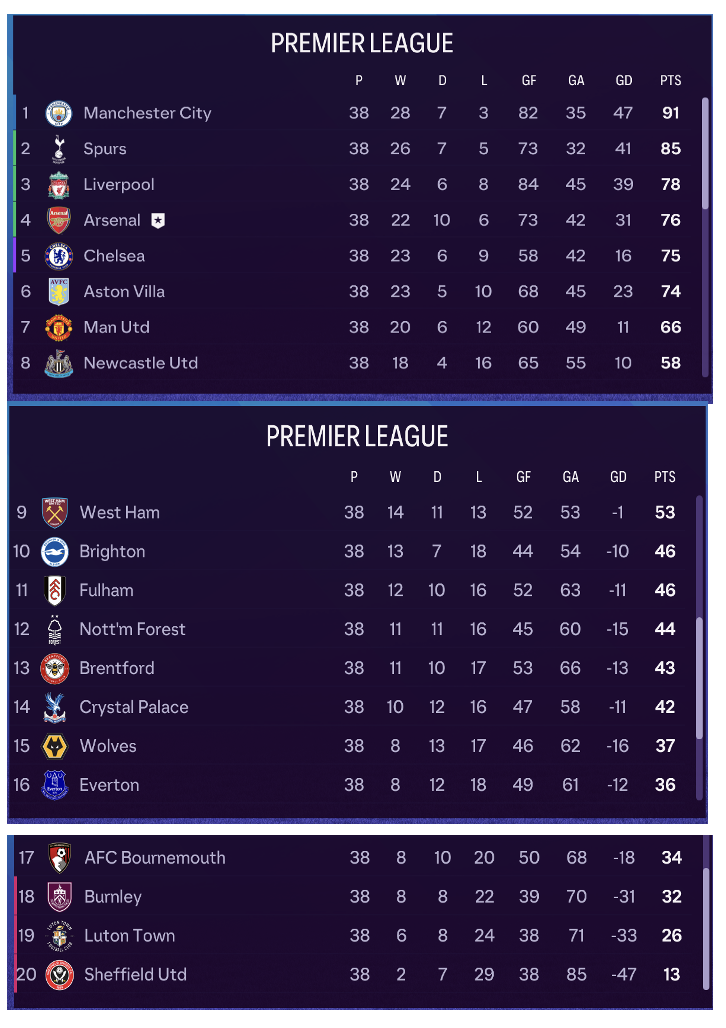 PREMIER LEAGUE
P W D L GF GA GD PTS
1 Manchester City 38 28 7 3 82 35 47 91
2 Spurs 38 26 7 5 73 32 41 85
3 Liverpool 38 24 6 8 84 45 39 78
4 Arsenal 38 22 10 6 73 42 31 76
5 Chelsea 38 23 6 9 58 42 16 75
6 Aston Villa 38 23 5 10 68 45 23 74
7 Man Utd 38 20 6 12 60 49 11 66
8 Newcastle Utd 38 18 4 16 65 55 10 58
PREMIER LEAGUE
P W D L GF GA GD PTS
9 West Ham 38 14 11 13 52 53 -1 53
10 Brighton 38 13 7 18 44 54 -10 46
11 Fulham 38 12 10 16 52 63 -11 46
12 Nott'm Forest 38 11 11 16 45 60 -15 44
13 Brentford 38 11 10 17 53 66 -13 43
14 Crystal Palace 38 10 12 16 47 58 -11 42
15 Wolves 38 8 13 17 46 62 -16 37
16 Everton 38 8 12 18 49 61 -12 36
17 AFC Bournemouth 38 8 10 20 50 68 -18 34
18 Burnley 38 8 8 22 39 70 -31 32
19 Luton Town 38 6 8 24 38 71 -33 26
20 Sheffield Utd 38 2 7 29 38 85 -47 13